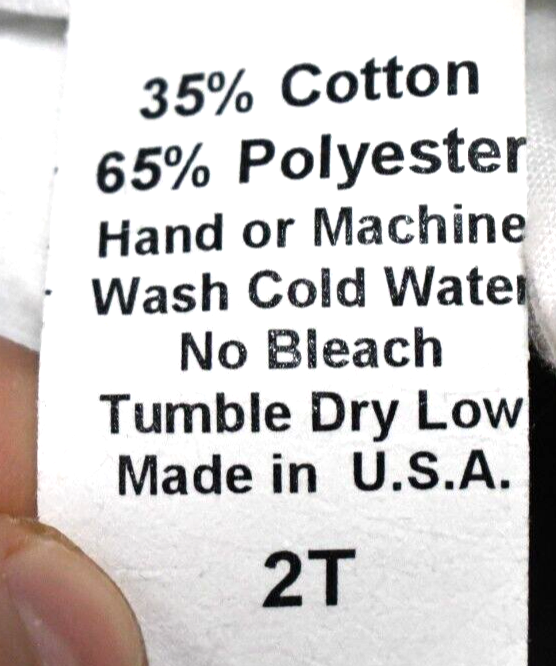 35% Cotton
65% Polyester
Hand or Machine
Wash Cold Water
No Bleach
Tumble Dry Low
Made in U.S.A.
2T